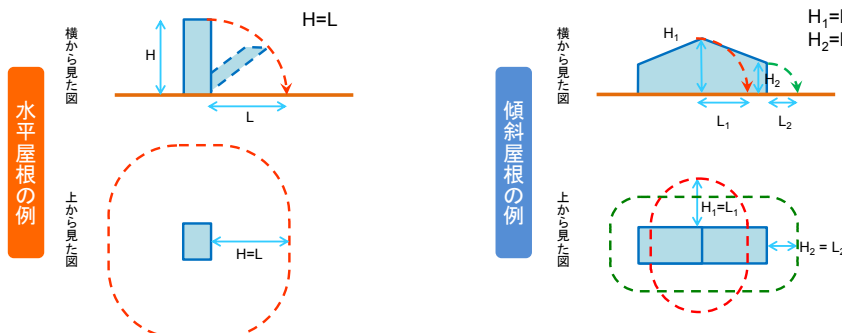 水平屋根の例
横から見た図
H
H=L
L
上から見た図
H=L
傾斜屋根の例
横から見た図
H₁
H₁=
H₂=
H₂
L₁
L₂
上から見た図
H₁=L₁
H₂ = L₂